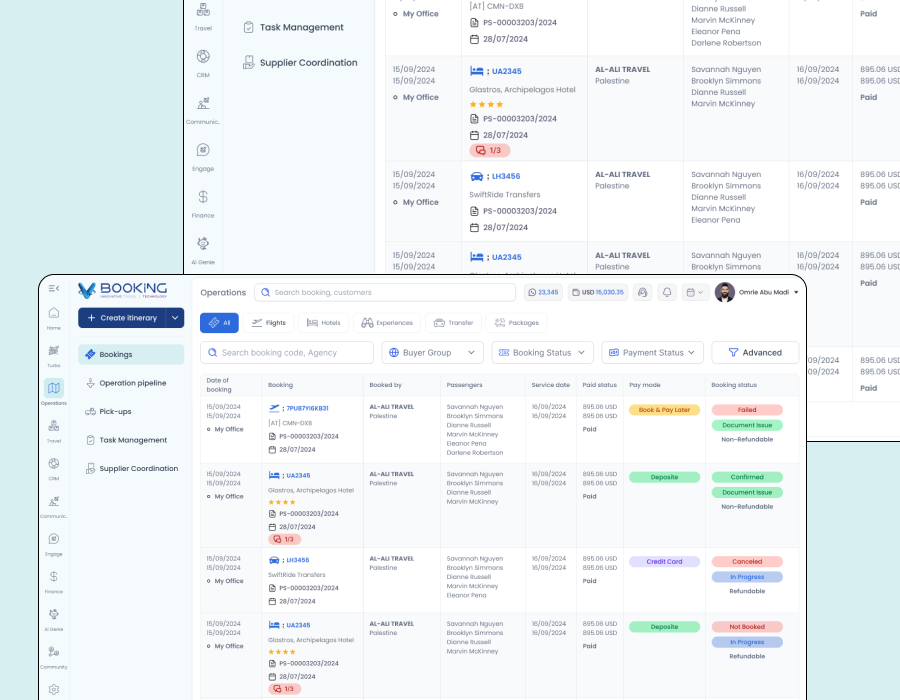 Travel
CRM
Communic..
Engage
Finance
AI Genie
Task Management
Supplier Coordination
[AT] CMN-DXB
PS-00003203/2024
28/07/2024
My Office
Dianne Russell
Marvin McKinney
Eleanor Pena
Darlene Robertson
Paid
15/09/2024
15/09/2024
My Office
; UA2345
Glastros, Archipelagos Hotel
PS-00003203/2024
28/07/2024
1/3
AL-ALI TRAVEL
Palestine
Savannah Nguyen
Brooklyn Simmons
Dianne Russell
Marvin McKinney
16/09/2024
16/09/2024
895.06 USD
895.06 USD
Paid
15/09/2024
15/09/2024
My Office
; LH3456
SwiftRide Transfers
PS-00003203/2024
28/07/2024
AL-ALI TRAVEL
Palestine
Savannah Nguyen
Brooklyn Simmons
Dianne Russell
Marvin McKinney
Eleanor Pena
16/09/2024
16/09/2024
895.06 USD
895.06 USD
Paid
15/09/2024
15/09/2024
; UA2345
AL-ALI TRAVEL
Palestine
Savannah Nguyen
Brooklyn Simmons
16/09/2024
16/09/2024
895.06 USD
895.06 USD
Paid
/09/2024
/09/2024
895.06 USD
895.06 USD
Paid
BOOKING
INNOVATIVE TRAVEL TECHNOLOGY
Create itinerary
Home
Turbo
Operations
Travel
CRM
Communic..
Engage
Finance
AI Genie
Community
Bookings
Operation pipeline
Pick-ups
Task Management
Supplier Coordination
Operations
Search booking, customers
23,345
USD 15,030.35
Omrie Abu Madi
All
Flights
Hotels
Experiences
Transfer
Packages
Search booking code, Agency
Buyer Group
Booking Status
Payment Status
Advanced
Date of booking
Booking
Booked by
Passengers
Service date
Paid status
Pay mode
Booking status
15/09/2024
15/09/2024
My Office
; 7PU87YI6KB31
[AT] CMN-DXB
PS-00003203/2024
28/07/2024
AL-ALI TRAVEL
Palestine
Savannah Nguyen
Brooklyn Simmons
Dianne Russell
Marvin McKinney
Eleanor Pena
Darlene Robertson
16/09/2024
16/09/2024
895.06 USD
895.06 USD
Paid
Book & Pay Later
Failed
Document Issue
Non-Refundable
15/09/2024
15/09/2024
My Office
; UA2345
Glastros, Archipelagos Hotel
PS-00003203/2024
28/07/2024
1/3
AL-ALI TRAVEL
Palestine
Savannah Nguyen
Brooklyn Simmons
Dianne Russell
Marvin McKinney
16/09/2024
16/09/2024
895.06 USD
895.06 USD
Paid
Deposite
Confirmed
Document Issue
Non-Refundable
15/09/2024
15/09/2024
My Office
; LH3456
SwiftRide Transfers
PS-00003203/2024
28/07/2024
AL-ALI TRAVEL
Palestine
Savannah Nguyen
Brooklyn Simmons
Dianne Russell
Marvin McKinney
Eleanor Pena
16/09/2024
16/09/2024
895.06 USD
895.06 USD
Paid
Credit Card
Canceled
In Progress
Refundable
15/09/2024
15/09/2024
My Office
; UA2345
Glastros, Archipelagos Hotel
PS-00003203/2024
28/07/2024
1/3
AL-ALI TRAVEL
Palestine
Savannah Nguyen
Brooklyn Simmons
Dianne Russell
Marvin McKinney
16/09/2024
16/09/2024
895.06 USD
895.06 USD
Paid
Deposite
Not Booked
In Progress
Refundable